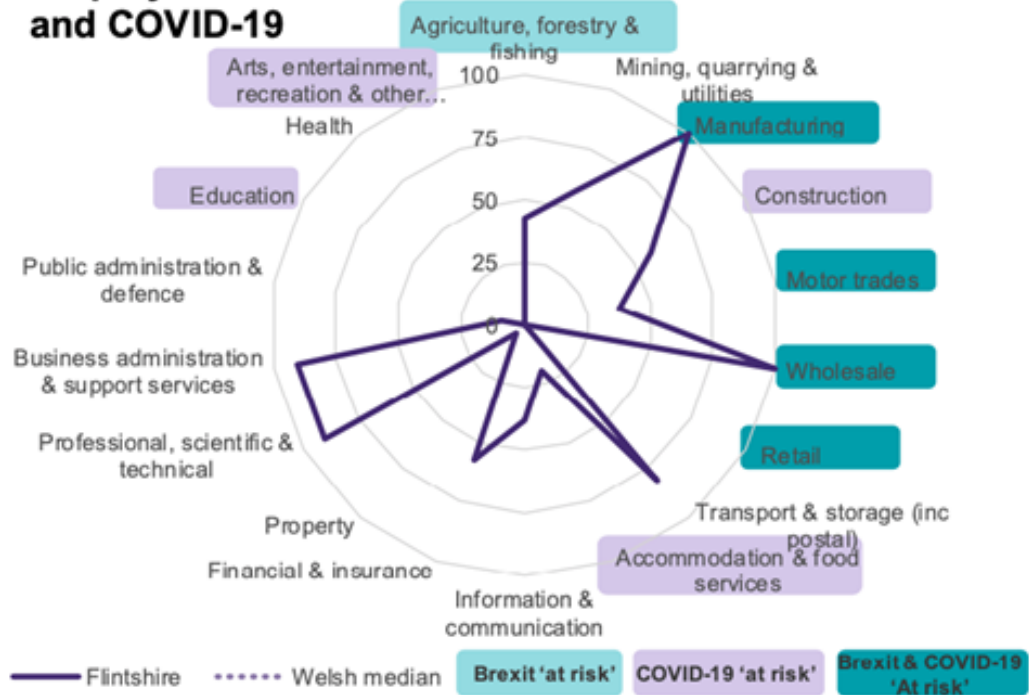 and COVID-19
Agriculture, forestry &
fishing
Arts, entertainment,
recreation & other...
Mining, quarrying &
utilities
Health
Manufacturing
Education
Construction
Public administration &
defence
Motor trades
Business administration
& support services
Wholesale
Professional, scientific &
technical
Retail
Property
Transport & storage (inc
postal)
Financial & insurance
Accommodation & food
services
Information &
communication
100
75
50
25
0
Flintshire
Welsh median
Brexit 'at risk'
COVID-19 'at risk'
Brexit & COVID-19
'At risk'